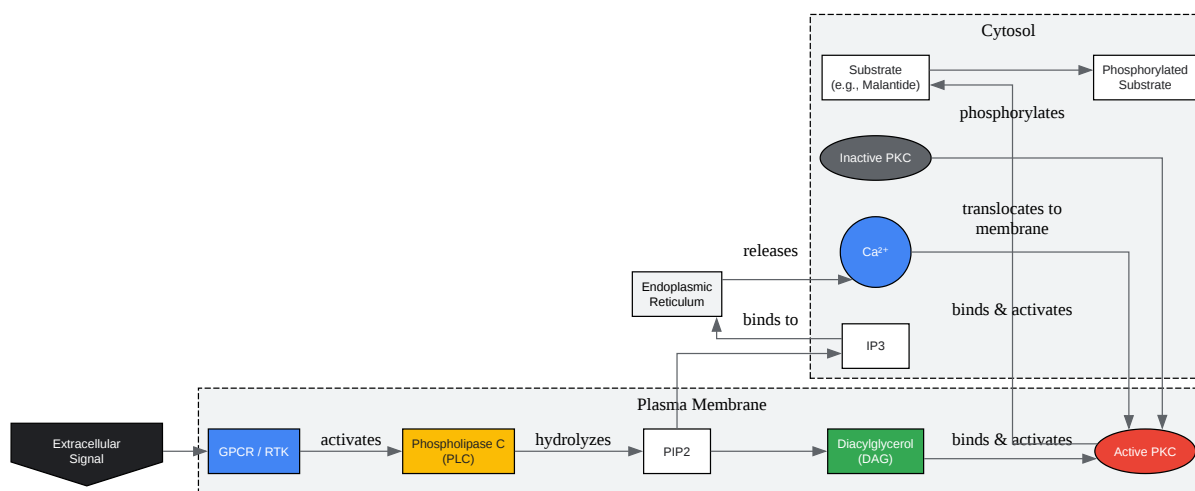 Cytosol
Substrate
(e.g., Malantide)
Phosphorylated
Substrate
phosphorylates
Inactive PKC
translocates to
membrane
releases
Ca²⁺
Endoplasmic
Reticulum
binds to
binds & activates
IP3
Plasma Membrane
Extracellular
Signal
GPCR / RTK
activates
Phospholipase C
(PLC)
hydrolyzes
PIP2
Diacylglycerol
(DAG)
binds & activates
Active PKC